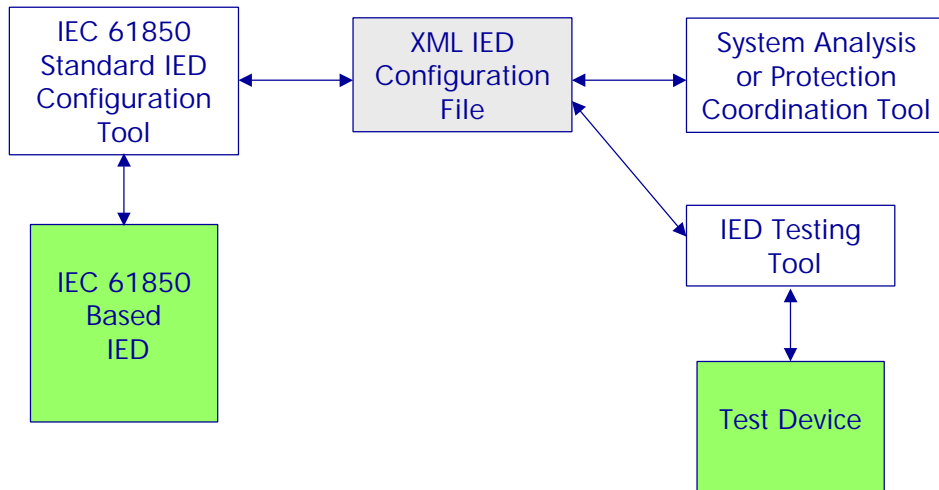 IEC 61850
Standard IED
Configuration
Tool
XML IED
Configuration
File
System Analysis
or Protection
Coordination Tool
IEC 61850
Based
IED
IED Testing
Tool
Test Device